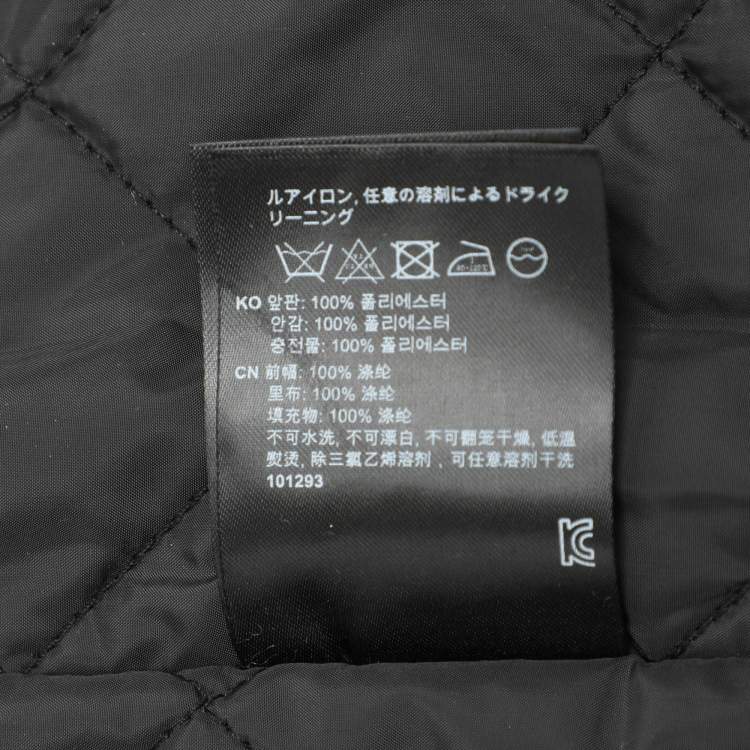 ルアイロン, 任意の溶剤によるドライク
リーニング
80-120℃
KO 앞판: 100% 폴리에스터
안감: 100% 폴리에스터
충전물: 100% 폴리에스터
CN 前幅: 100% 涤纶
里布: 100% 涤纶
填充物: 100% 涤纶
不可水洗, 不可漂白, 不可翻笼干燥, 低温
熨烫, 除三氯乙烯溶剂, 可任意溶剂干洗
101293
KC